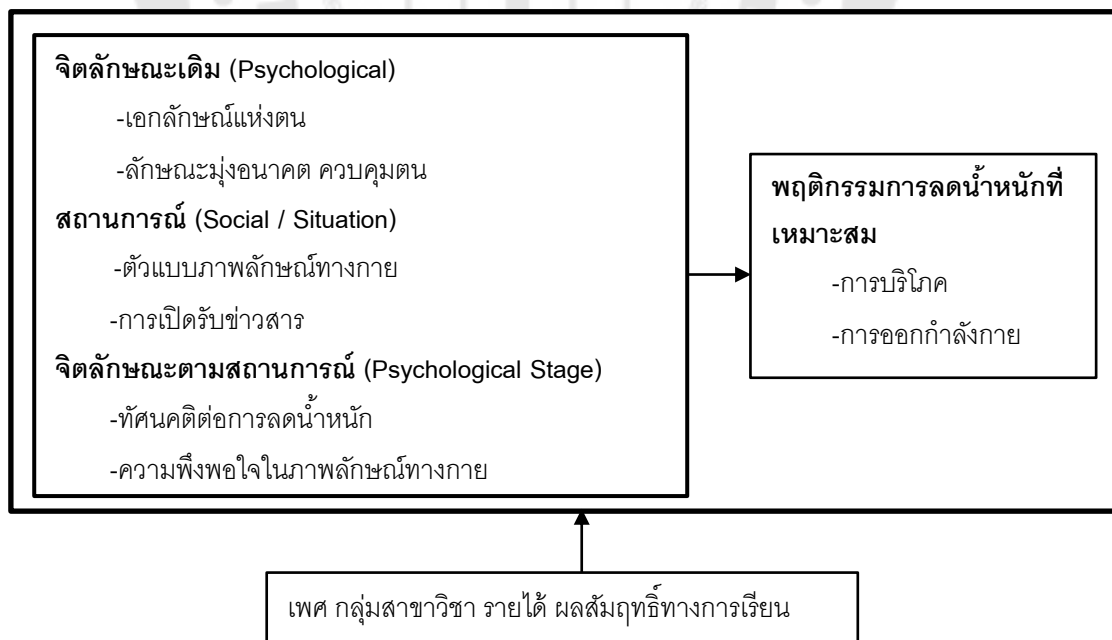 จิตลักษณะเดิม (Psychological)
-เอกลักษณ์แห่งตน
-ลักษณะมุ่งอนาคต ควบคุมตน
สถานการณ์ (Social / Situation)
-ตัวแบบภาพลักษณ์ทางกาย
-การเปิดรับข่าวสาร
จิตลักษณะตามสถานการณ์ (Psychological Stage)
-ทัศนคติต่อการลดน้ำหนัก
-ความพึงพอใจในภาพลักษณ์ทางกาย
พฤติกรรมการลดน้ำหนักที่
เหมาะสม
-การบริโภค
-การออกกำลังกาย
เพศ กลุ่มสาขาวิชา รายได้ ผลสัมฤทธิ์ทางการเรียน